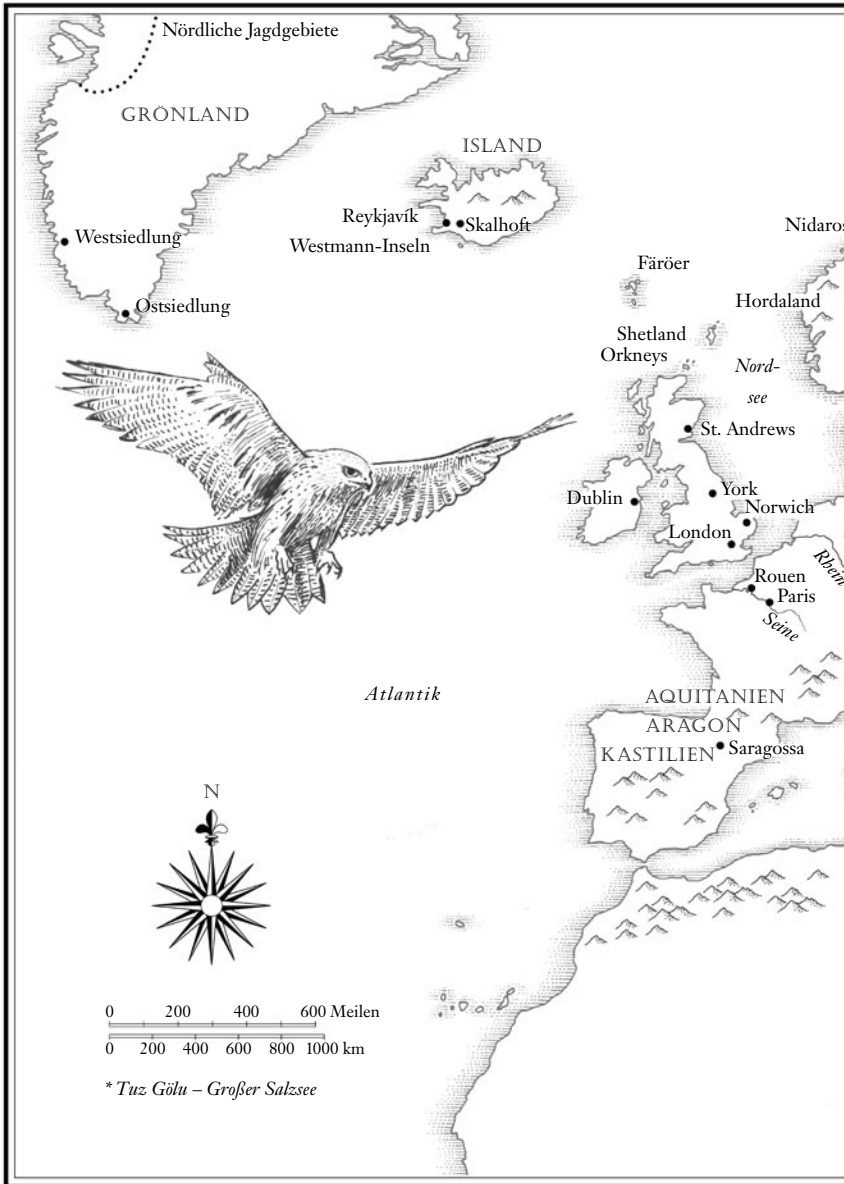 Nördliche Jagdgebiete
GRÖNLAND
ISLAND
Reykjavík
Skalhoft
Westmann-Inseln
Westsiedlung
Ostsiedlung
Nidaros
Färöer
Hordaland
Shetland
Orkneys
Nord-
see
St. Andrews
Dublin
York
Norwich
London
Rhein
Rouen
Paris
Seine
Atlantik
AQUITANIEN
ARAGON
KASTILIEN
Saragossa
N
0 200 400 600 Meilen
0 200 400 600 800 1000 km
* Tuz Gölu – Großer Salzsee